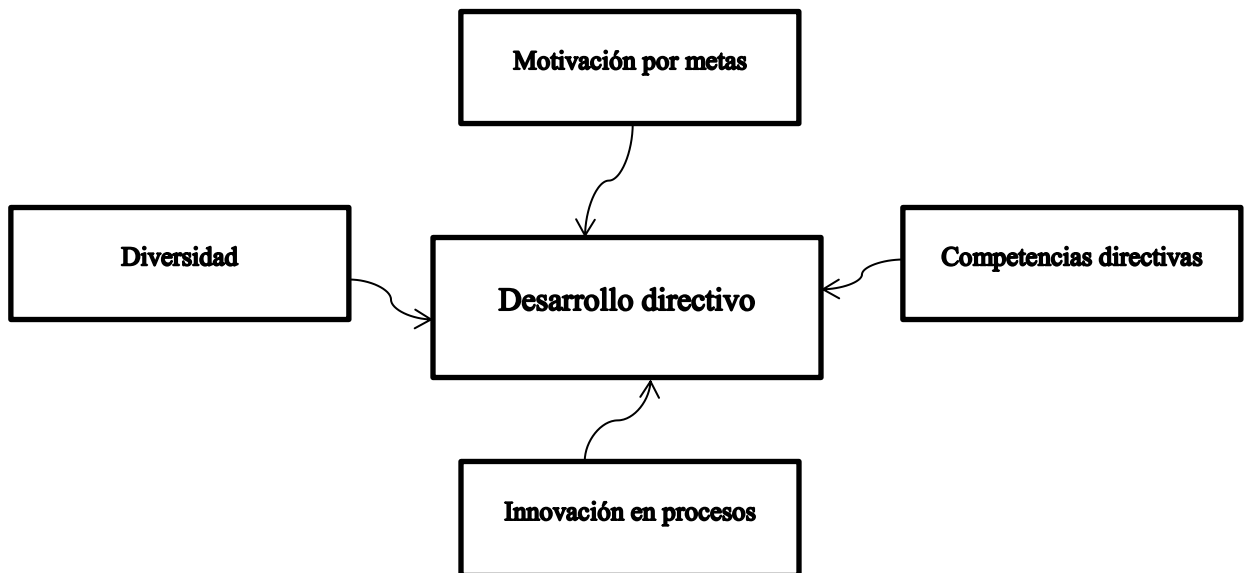 Motivación por metas
Diversidad
Competencias directivas
Desarrollo directivo
Innovación en procesos